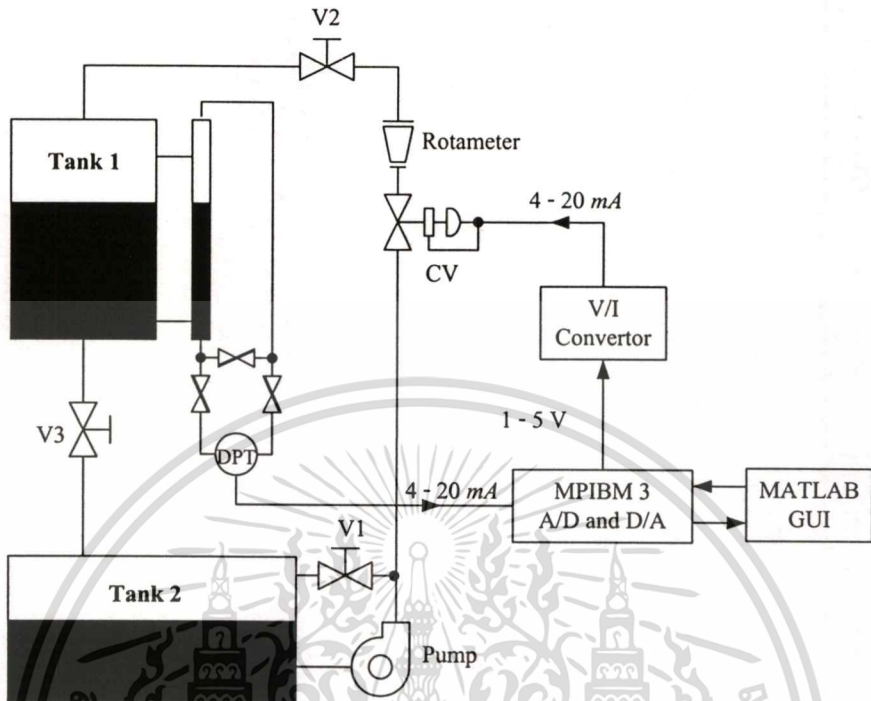 V2
Tank 1
Rotameter
4 - 20 mA
CV
V/I
Convertor
V3
1 - 5 V
DPT
4 - 20 mA
MPIBM 3
A/D and D/A
MATLAB
GUI
V1
Tank 2
Pump